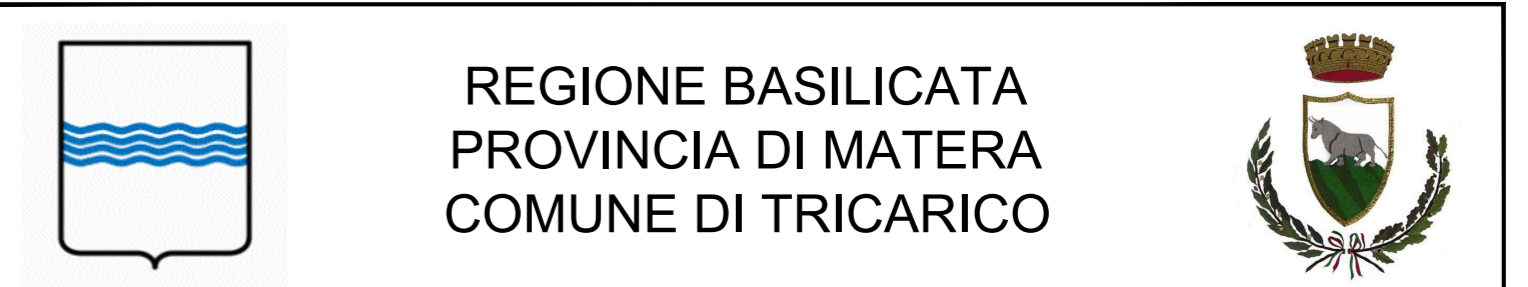 REGIONE BASILICATA
PROVINCIA DI MATERA
COMUNE DI TRICARICO